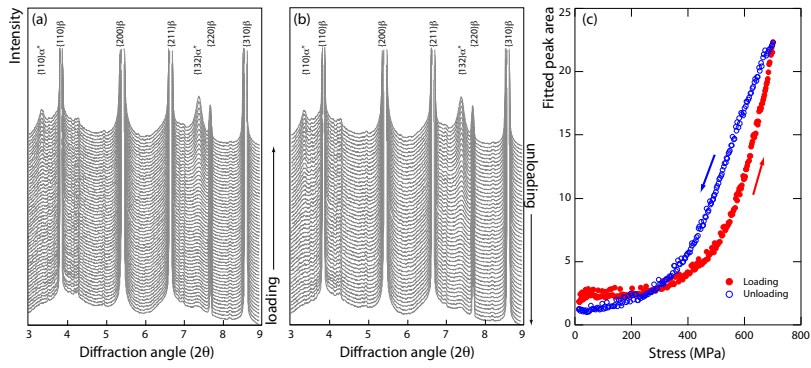 (a)
(b)
(c)
Intensity
{110}α"
{110}β
{200}β
{211}β
{132}α"
{220}β
{310}β
3 4 5 6 7 8 9
Diffraction angle (2θ)
loading
{110}α"
{110}β
{200}β
{211}β
{132}α"
{220}β
{310}β
3 4 5 6 7 8 9
Diffraction angle (2θ)
unloading
Fitted peak area
25
20
15
10
5
0
0 200 400 600 800
Stress (MPa)
Loading
Unloading